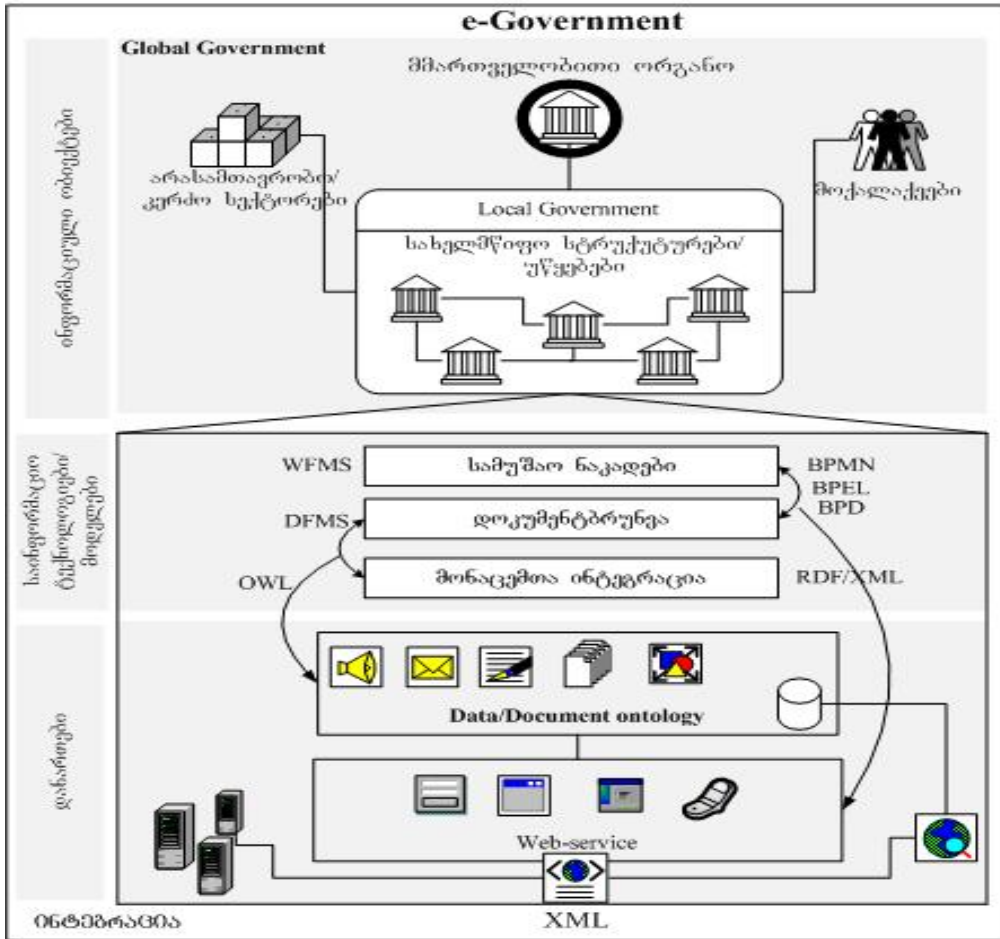 e-Government
Global Government
მმართველობითი ორგანო
არასამთავრობო/
კერძო სექტორები
მოქალაქეები
Local Government
სახელმწიფო სტრუქუტურები/
უწყებები
ინფორმაციული ობიექტები
საინფორმაციო
ტექნოლოგიები/
მოდელები
WFMS
სამუშაო ნაკადები
BPMN
BPEL
BPD
DFMS
დოკუმენტბრუნვა
OWL
მონაცემთა ინტეგრაცია
RDF/XML
დანართები
Data/Document ontology
Web-service
XML
ინტეგრაცია